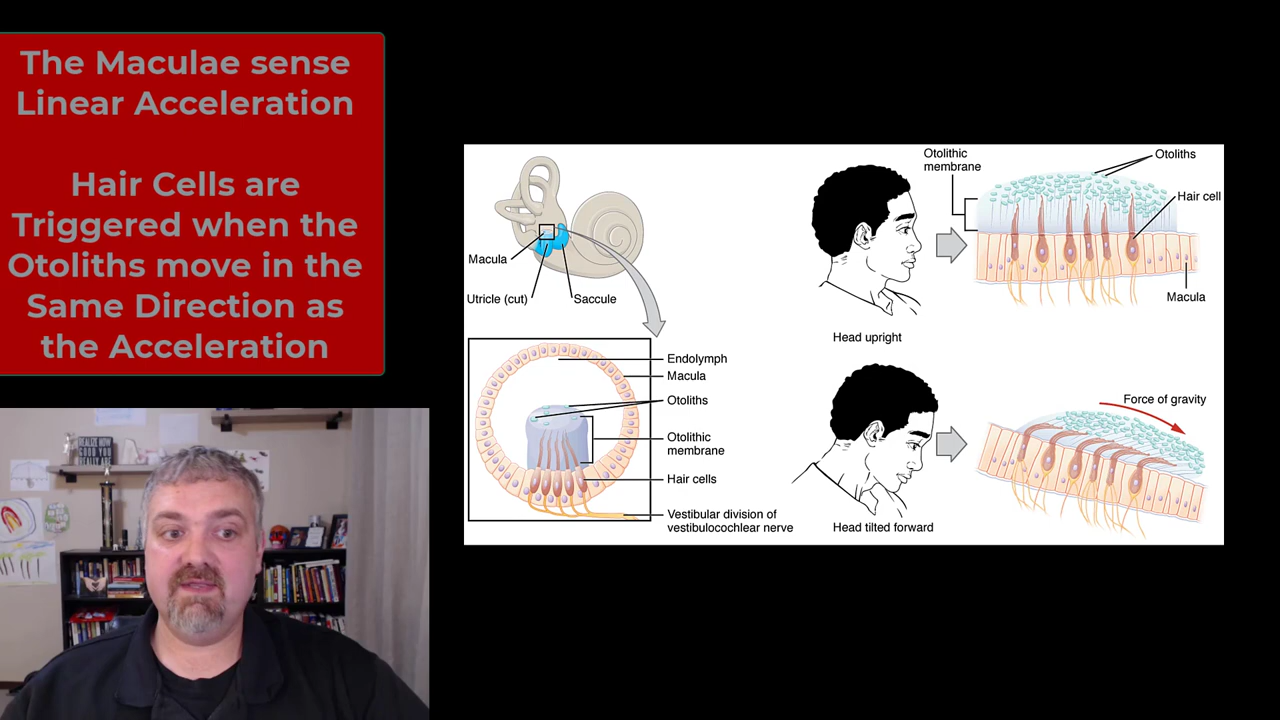 The Maculae sense
Linear Acceleration
Hair Cells are
Triggered when the
Otoliths move in the
Same Direction as
the Acceleration
Macula
Utricle (cut)
Saccule
Endolymph
Macula
Otoliths
Otolithic
membrane
Hair cells
Vestibular division of
vestibulocochlear nerve
Head upright
Otolithic
membrane
Otoliths
Hair cell
Macula
Head tilted forward
Force of gravity